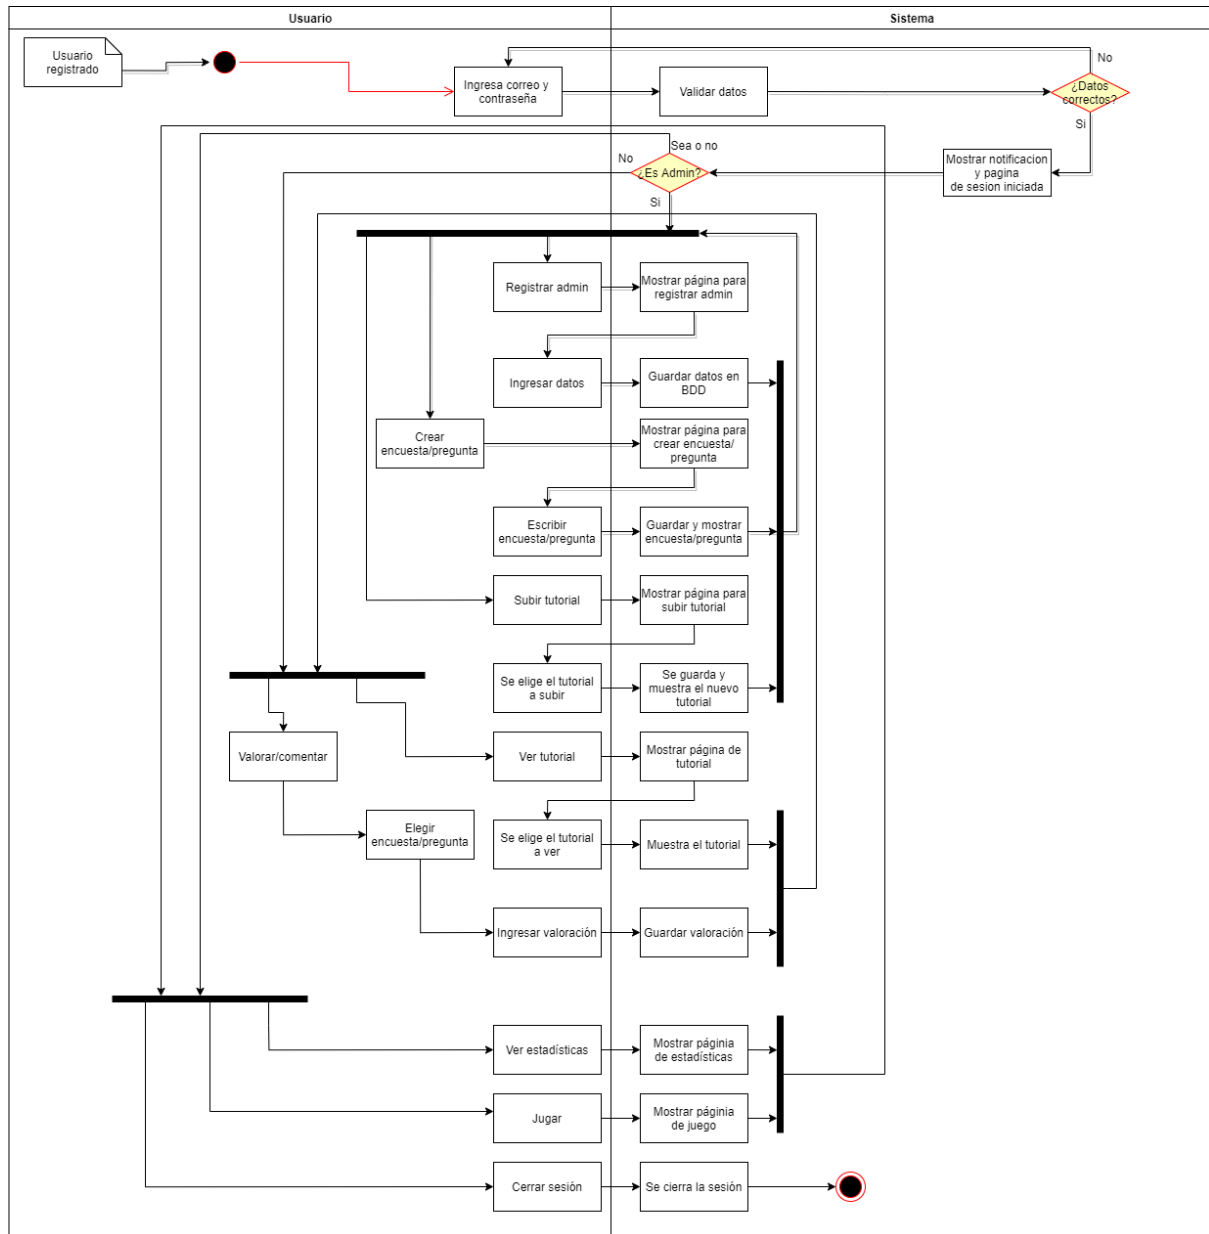 Usuario
Sistema
Usuario
registrado
Ingresa correo y
contraseña
Validar datos
No
¿Datos
correctos?
Si
Sea o no
No
¿Es Admin?
Si
Mostrar notificacion
y pagina
de sesion iniciada
Registrar admin
Mostrar página para
registrar admin
Ingresar datos
Guardar datos en
BDD
Crear
encuesta/pregunta
Mostrar página para
crear encuesta/
pregunta
Escribir
encuesta/pregunta
Guardar y mostrar
encuesta/pregunta
Subir tutorial
Mostrar página para
subir tutorial
Se elige el tutorial
a subir
Se guarda y
muestra el nuevo
tutorial
Valorar/comentar
Ver tutorial
Mostrar página de
tutorial
Elegir
encuesta/pregunta
Se elige el tutorial
a ver
Muestra el tutorial
Ingresar valoración
Guardar valoración
Ver estadísticas
Mostrar páginia
de estadísticas
Jugar
Mostrar páginia
de juego
Cerrar sesión
Se cierra la sesión